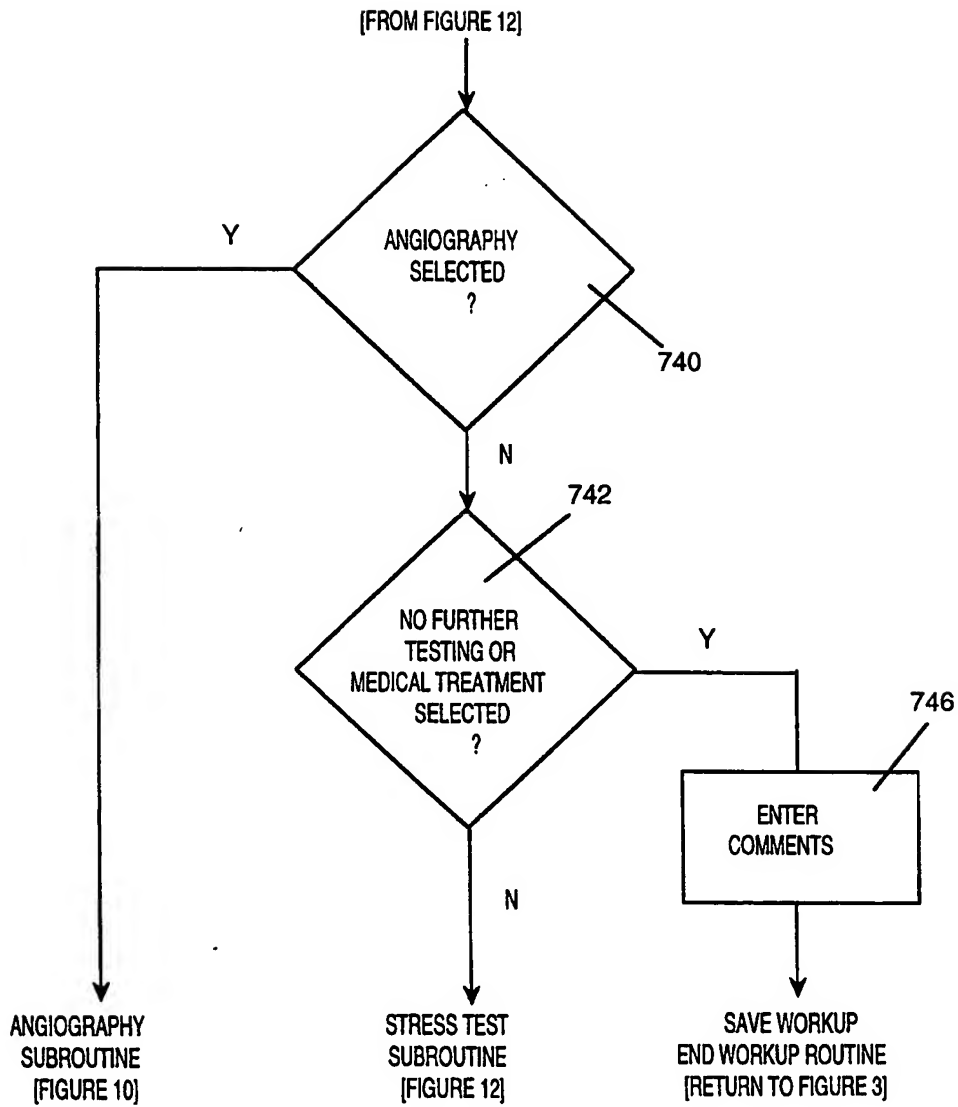 [FROM FIGURE 12]
Y
ANGIOGRAPHY
SELECTED
?
740
N
742
NO FURTHER
TESTING OR
MEDICAL TREATMENT
SELECTED
?
Y
746
ENTER
COMMENTS
N
ANGIOGRAPHY
SUBROUTINE
[FIGURE 10]
STRESS TEST
SUBROUTINE
[FIGURE 12]
SAVE WORKUP
END WORKUP ROUTINE
[RETURN TO FIGURE 3]